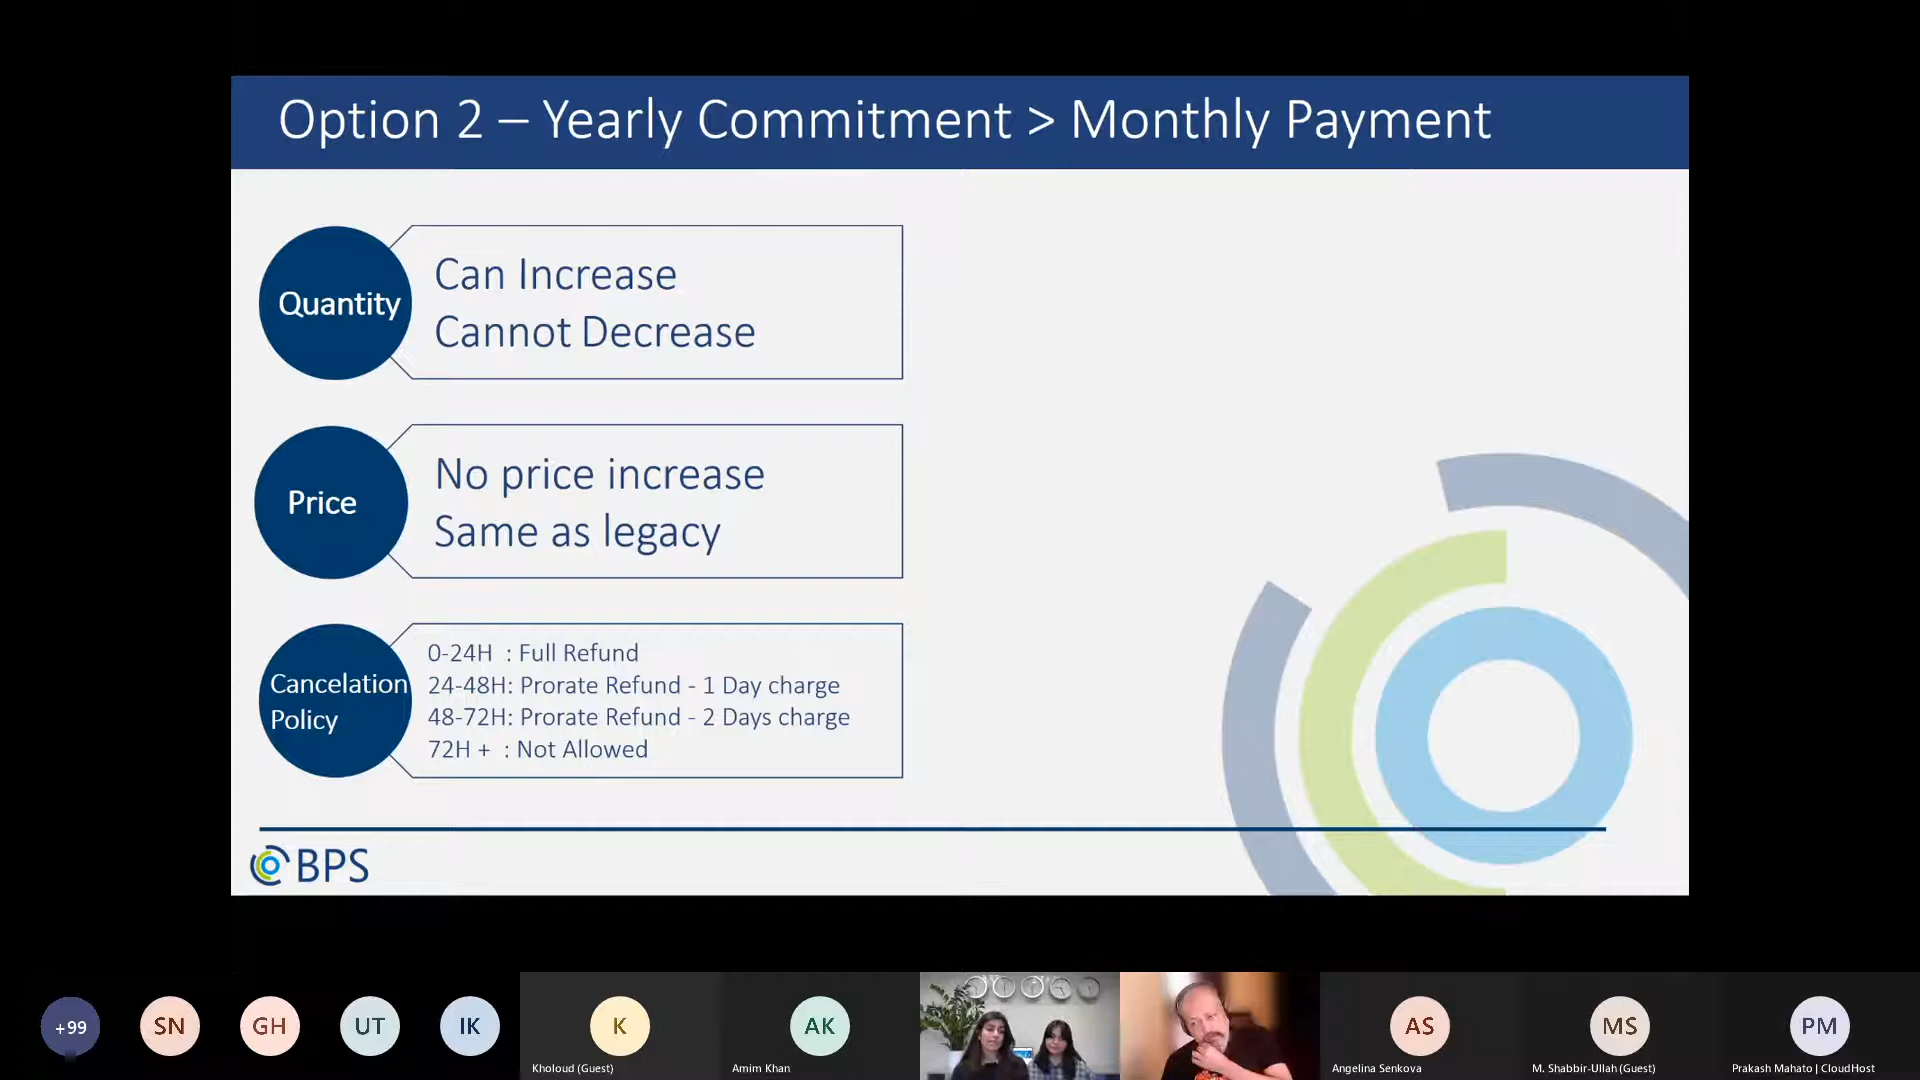 Option 2 – Yearly Commitment > Monthly Payment
Quantity
Can Increase
Cannot Decrease
Price
No price increase
Same as legacy
Cancelation
Policy
0-24H : Full Refund
24-48H: Prorate Refund - 1 Day charge
48-72H: Prorate Refund - 2 Days charge
72H + : Not Allowed
BPS
+99
SN
GH
UT
IK
K
Kholoud (Guest)
AK
Amim Khan
AS
Angelina Senkova
MS
M. Shabbir-Ullah (Guest)
PM
Prakash Mahato | CloudHost